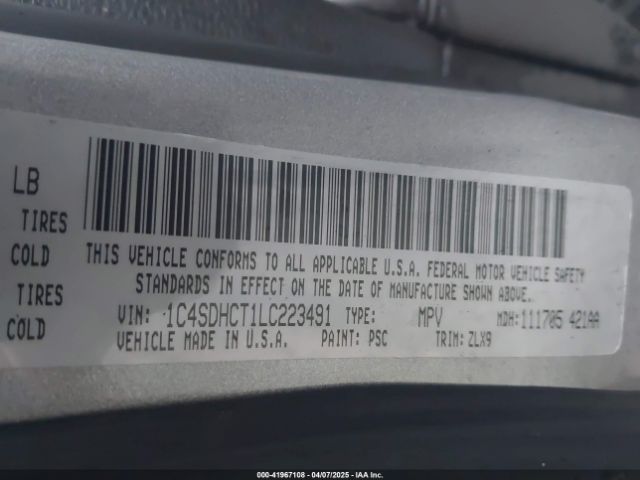 LB
TIRES
COLD
TIRES
COLD
THIS VEHICLE CONFORMS TO ALL APPLICABLE U.S.A. FEDERAL MOTOR VEHICLE SAFETY
STANDARDS IN EFFECT ON THE DATE OF MANUFACTURE SHOWN ABOVE.
VIN: 1C4SDHCT1LC223491 TYPE: MPV MDH:111705 421AA
VEHICLE MADE IN U.S.A. PAINT: PSC TRIM: ZLX9
000-41967108 - 04/07/2025 - IAA Inc.